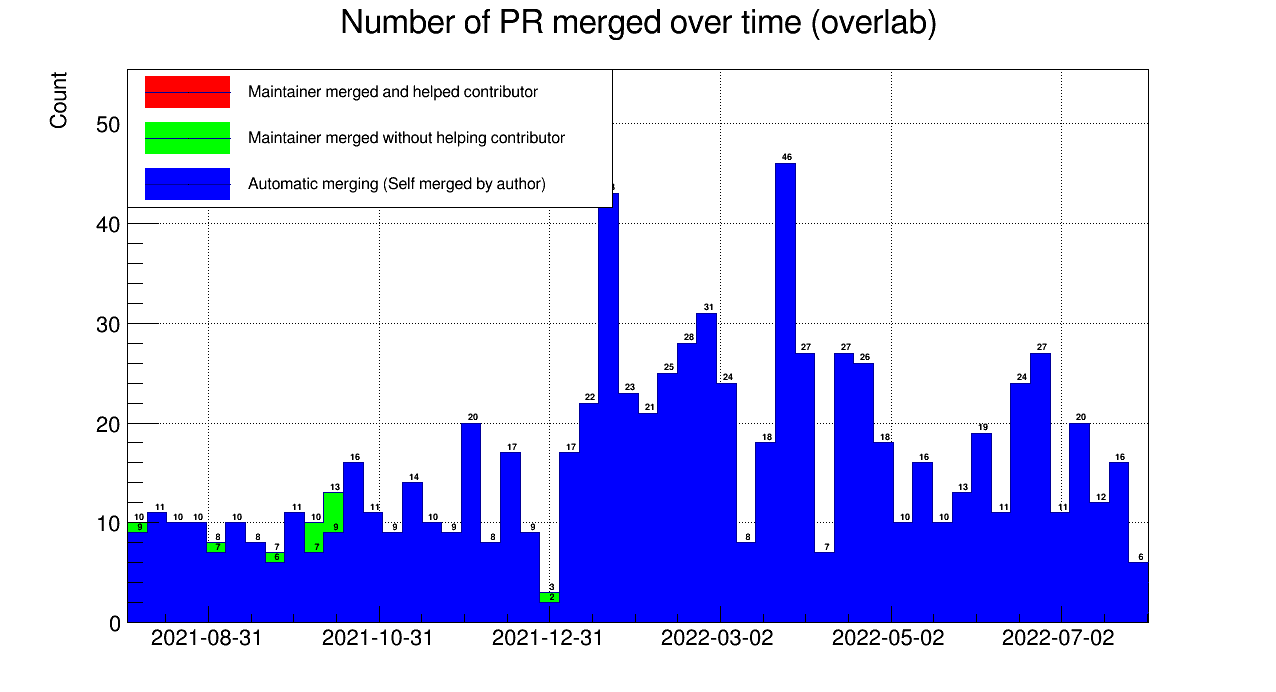 Number of PR merged over time (overlab)
Count
Maintainer merged and helped contributor
Maintainer merged without helping contributor
Automatic merging (Self merged by author)
50
40
30
20
10
0
10 9 11 10 10 8 7 10 8 7 6 11 10 7 13 9 16 11 9 14 10 9 20 8 17 9 3 2 17 22 23 21 25 28 31 24 8 18 46 27 7 27 26 18 10 16 10 13 19 11 24 27 11 20 12 16 6
2021-08-31 2021-10-31 2021-12-31 2022-03-02 2022-05-02 2022-07-02